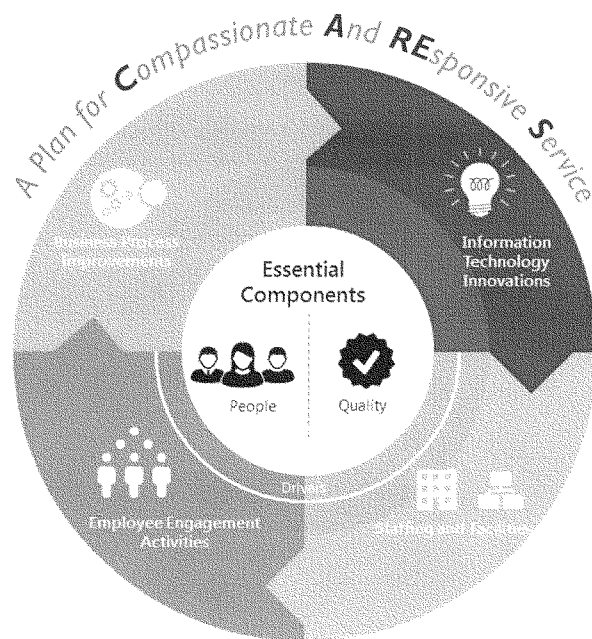 A Plan for Compassionate And REsponsive Service
Business Process
Improvements
Information
Technology
Innovations
Essential
Components
People
Quality
Drivers
Employee Engagement
Activities
Staffing and Facilities